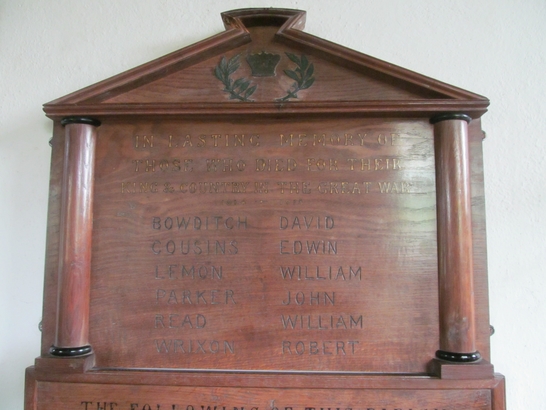 IN LASTING MEMORY OF
THOSE WHO DIED FOR THEIR
KING & COUNTRY IN THE GREAT WAR
BOWDITCH DAVID
COUSINS EDWIN
LEMON WILLIAM
PARKER JOHN
READ WILLIAM
WRIXON ROBERT
THE FOLLOWING OF THIS